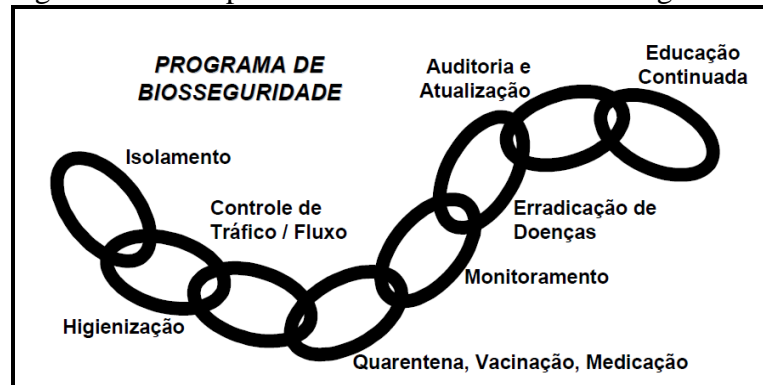 PROGRAMA DE
BIOSSEGURIDADE
Isolamento
Higienização
Controle de
Tráfico / Fluxo
Quarentena, Vacinação, Medicação
Monitoramento
Erradicação de
Doenças
Auditoria e
Atualização
Educação
Continuada